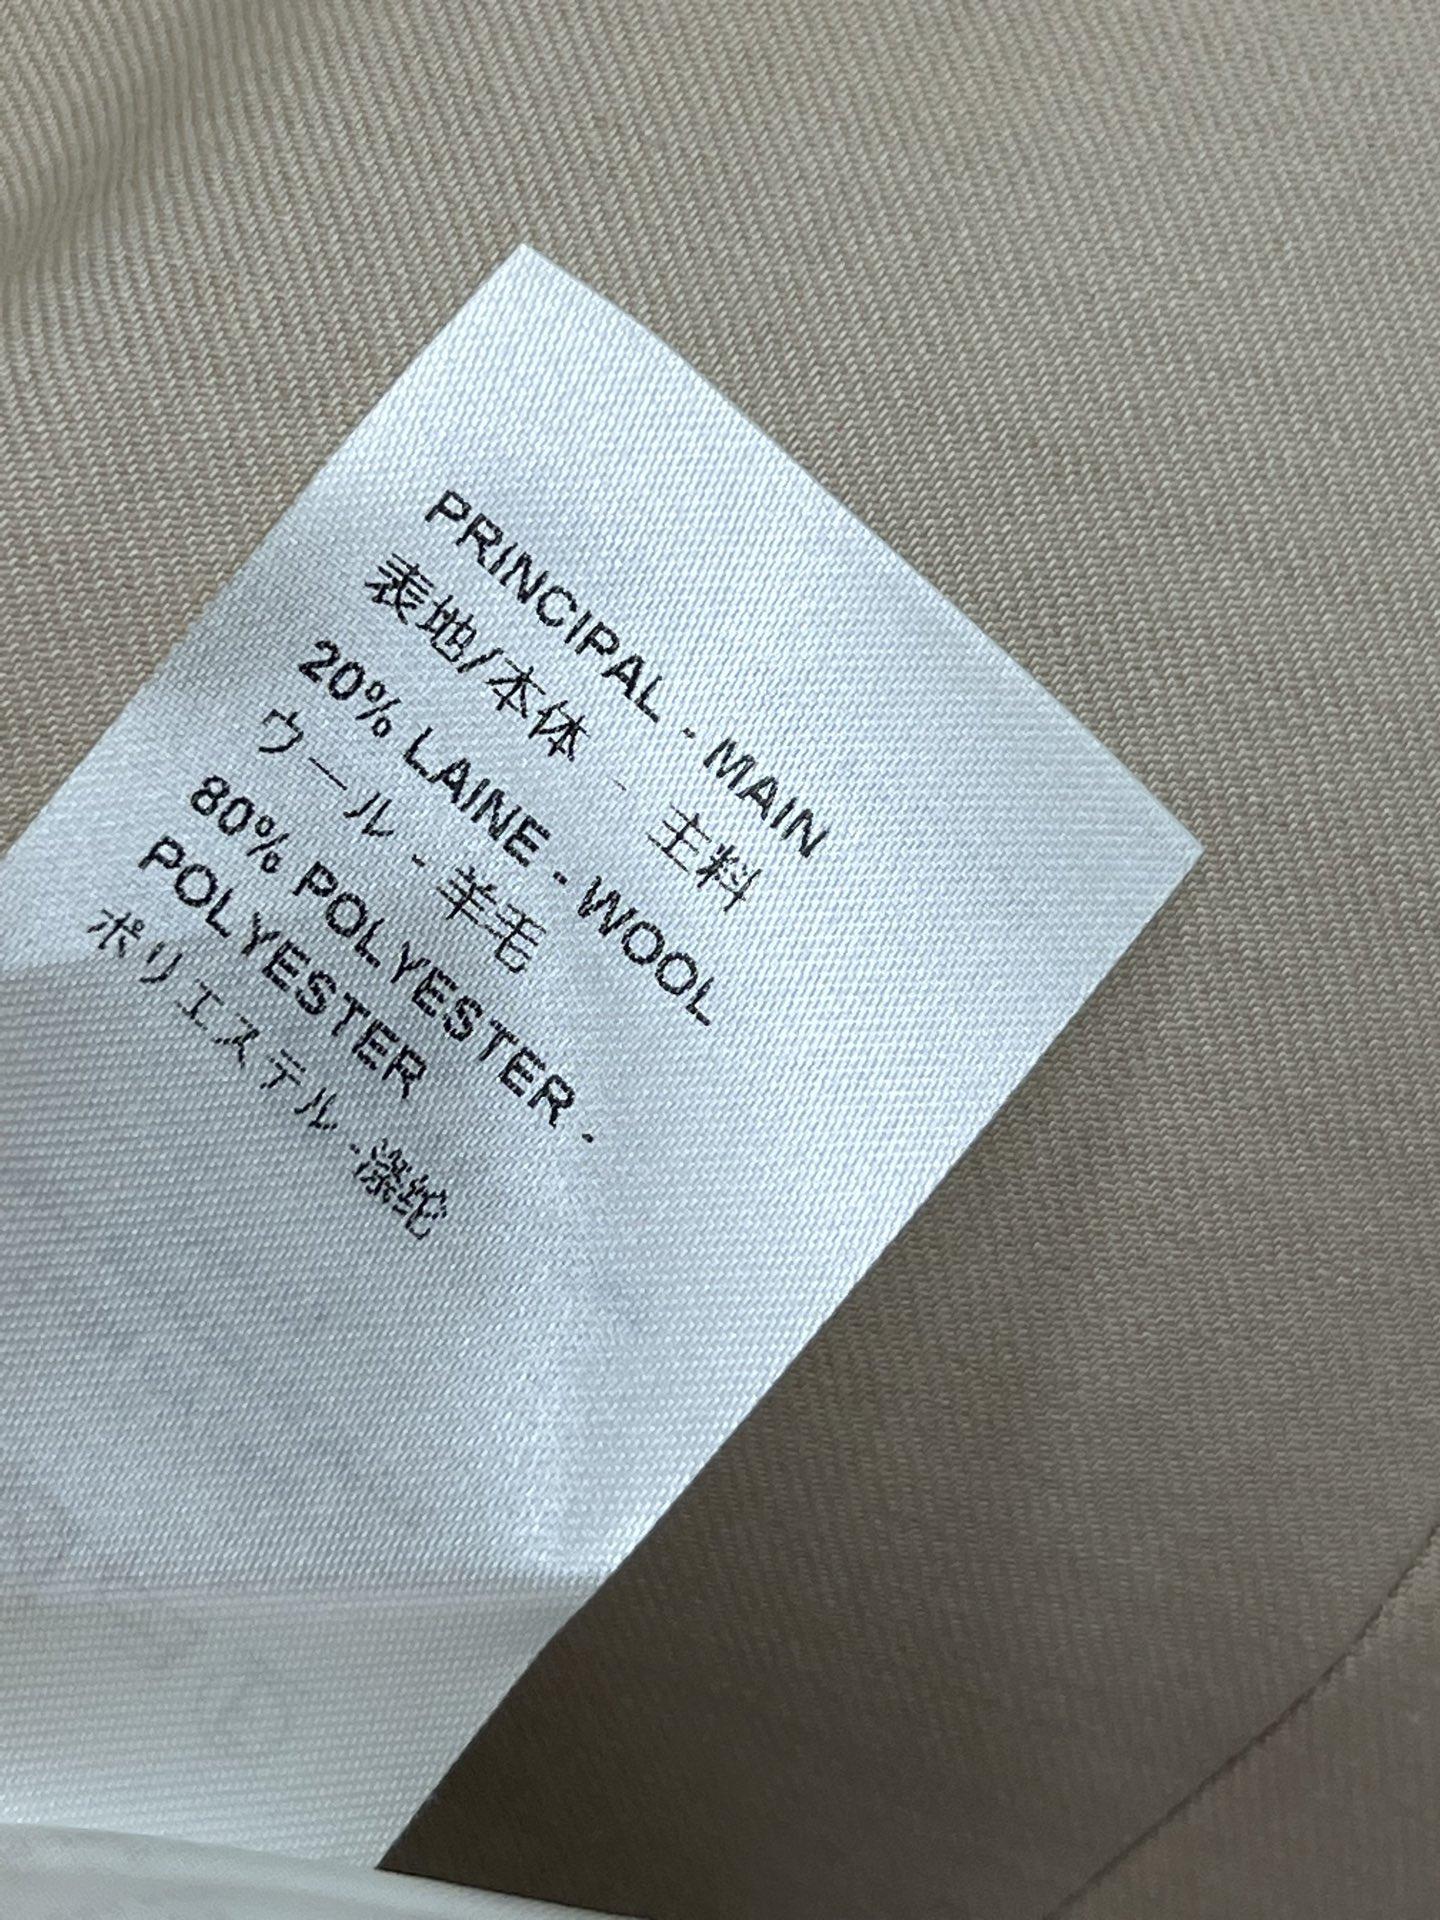 PRINCIPAL - MAIN
表地/本体 - 主料
20% LAINE - WOOL
ウール - 羊毛
80% POLYESTER -
POLYESTER
ポリエステル -涤纶